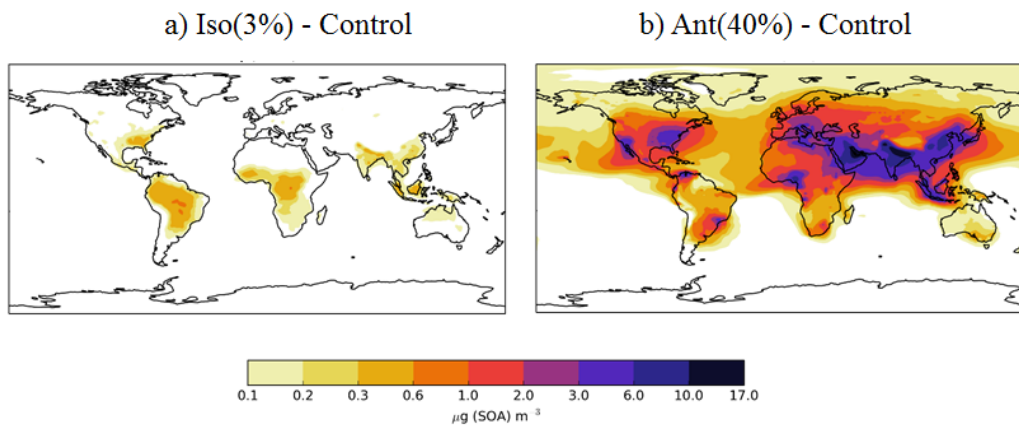 a) Iso(3%) - Control
b) Ant(40%) - Control
0.1 0.2 0.3 0.6 1.0 2.0 3.0 6.0 10.0 17.0
μg (SOA) m⁻³